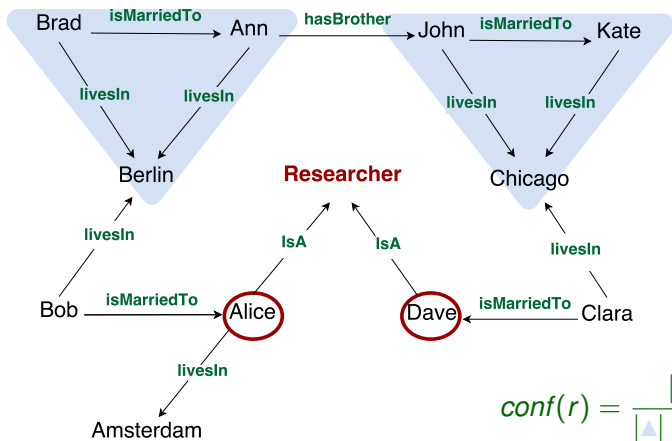 Brad isMarriedTo Ann hasBrother John isMarriedTo Kate
livesIn livesIn livesIn livesIn
Berlin Researcher Chicago
livesIn IsA IsA livesIn
Bob isMarriedTo Alice Dave isMarriedTo Clara
livesIn
Amsterdam
conf(r) =